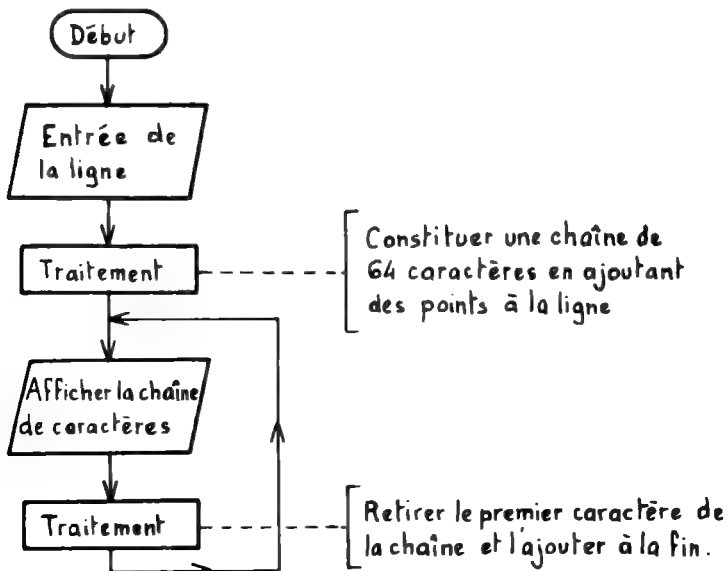 Début
Entrée de
la ligne
Traitement
Constituer une chaîne de
64 caractères en ajoutant
des points à la ligne
Afficher la chaîne
de caractères
Traitement
Retirer le premier caractère de
la chaîne et l'ajouter à la fin.